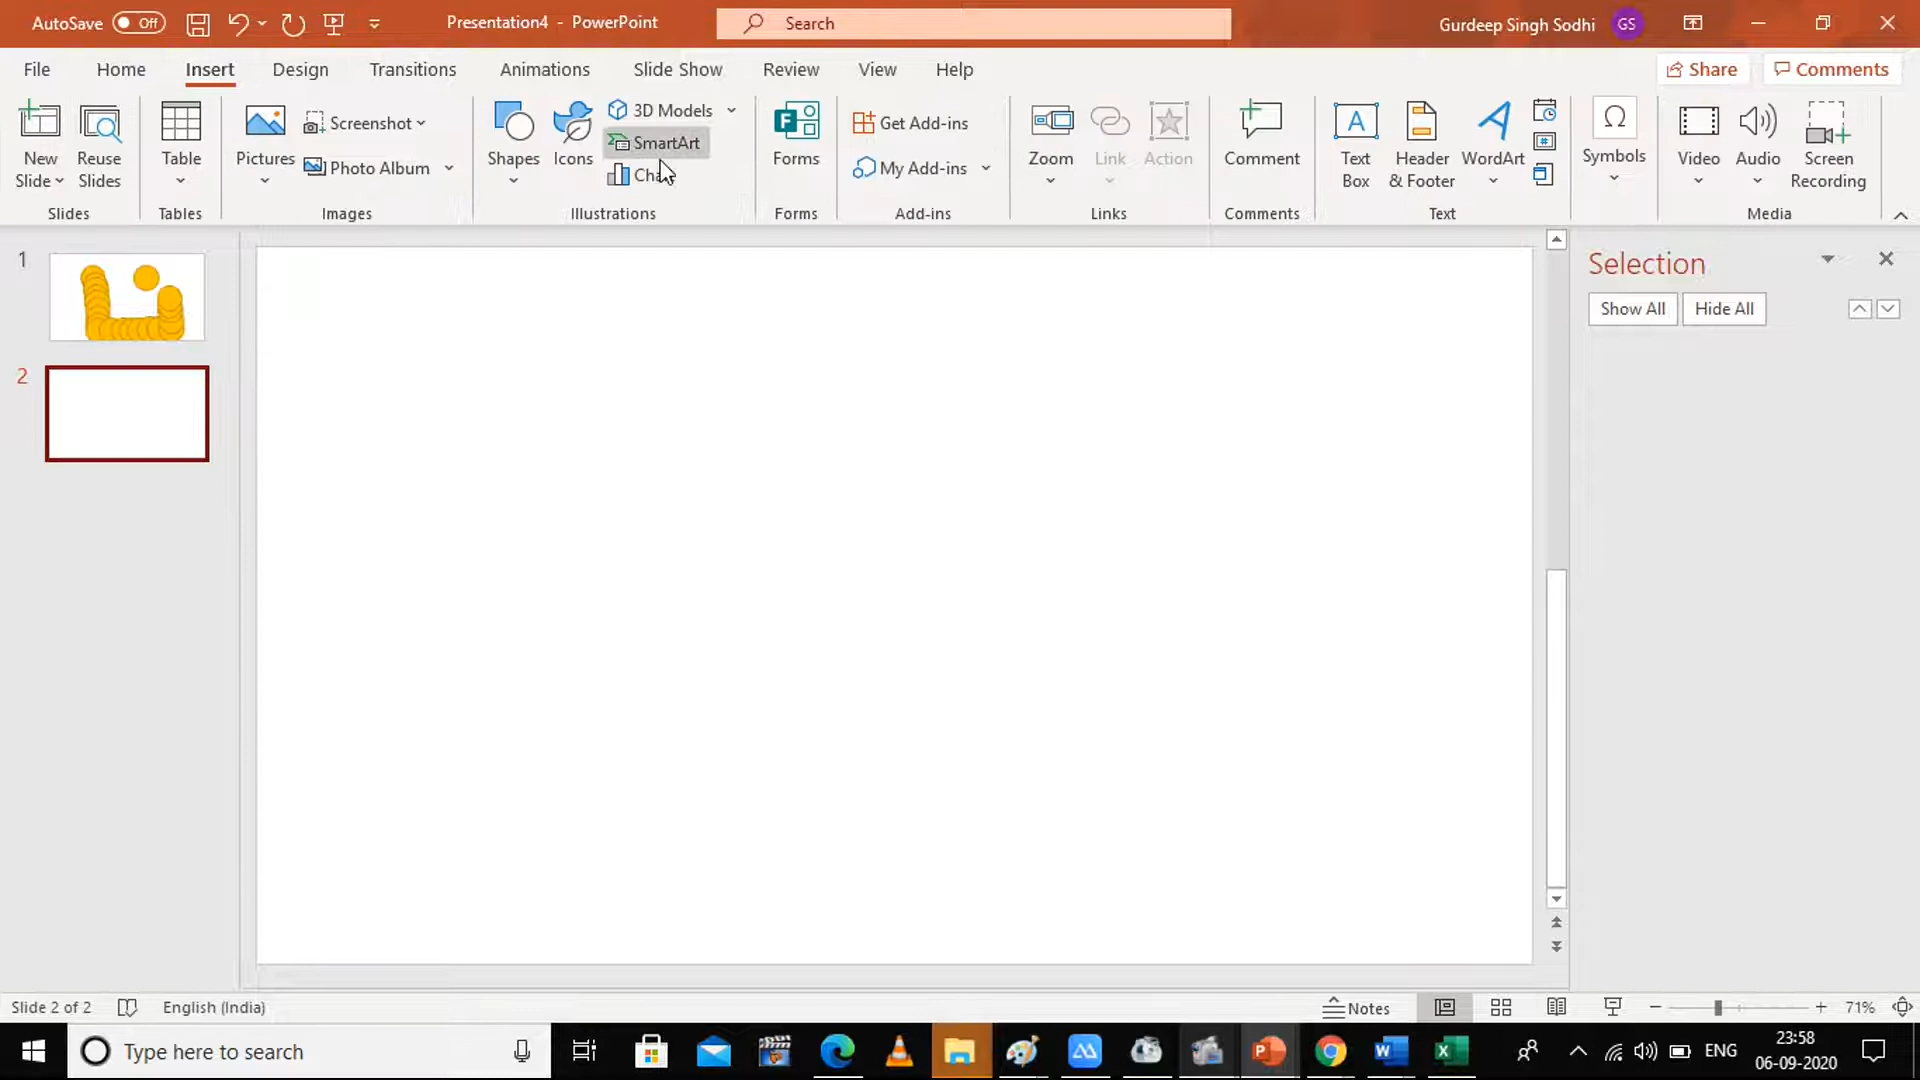 AutoSave Off Presentation4 - PowerPoint Search Gurdeep Singh Sodhi GS
File Home Insert Design Transitions Animations Slide Show Review View Help Share Comments
New Slide Reuse Slides
Slides
Table
Tables
Pictures Screenshot Photo Album
Images
Shapes Icons 3D Models SmartArt
Illustrations
Forms
Forms
Get Add-ins
My Add-ins
Add-ins
Zoom Link Action
Links
Comment
Comments
Text Box Header & Footer WordArt
Text
Symbols
Video Audio Screen Recording
Media
1
2
Selection
Show All Hide All
Slide 2 of 2 English (India) Notes 71%
Type here to search ENG 23:58
06-09-2020